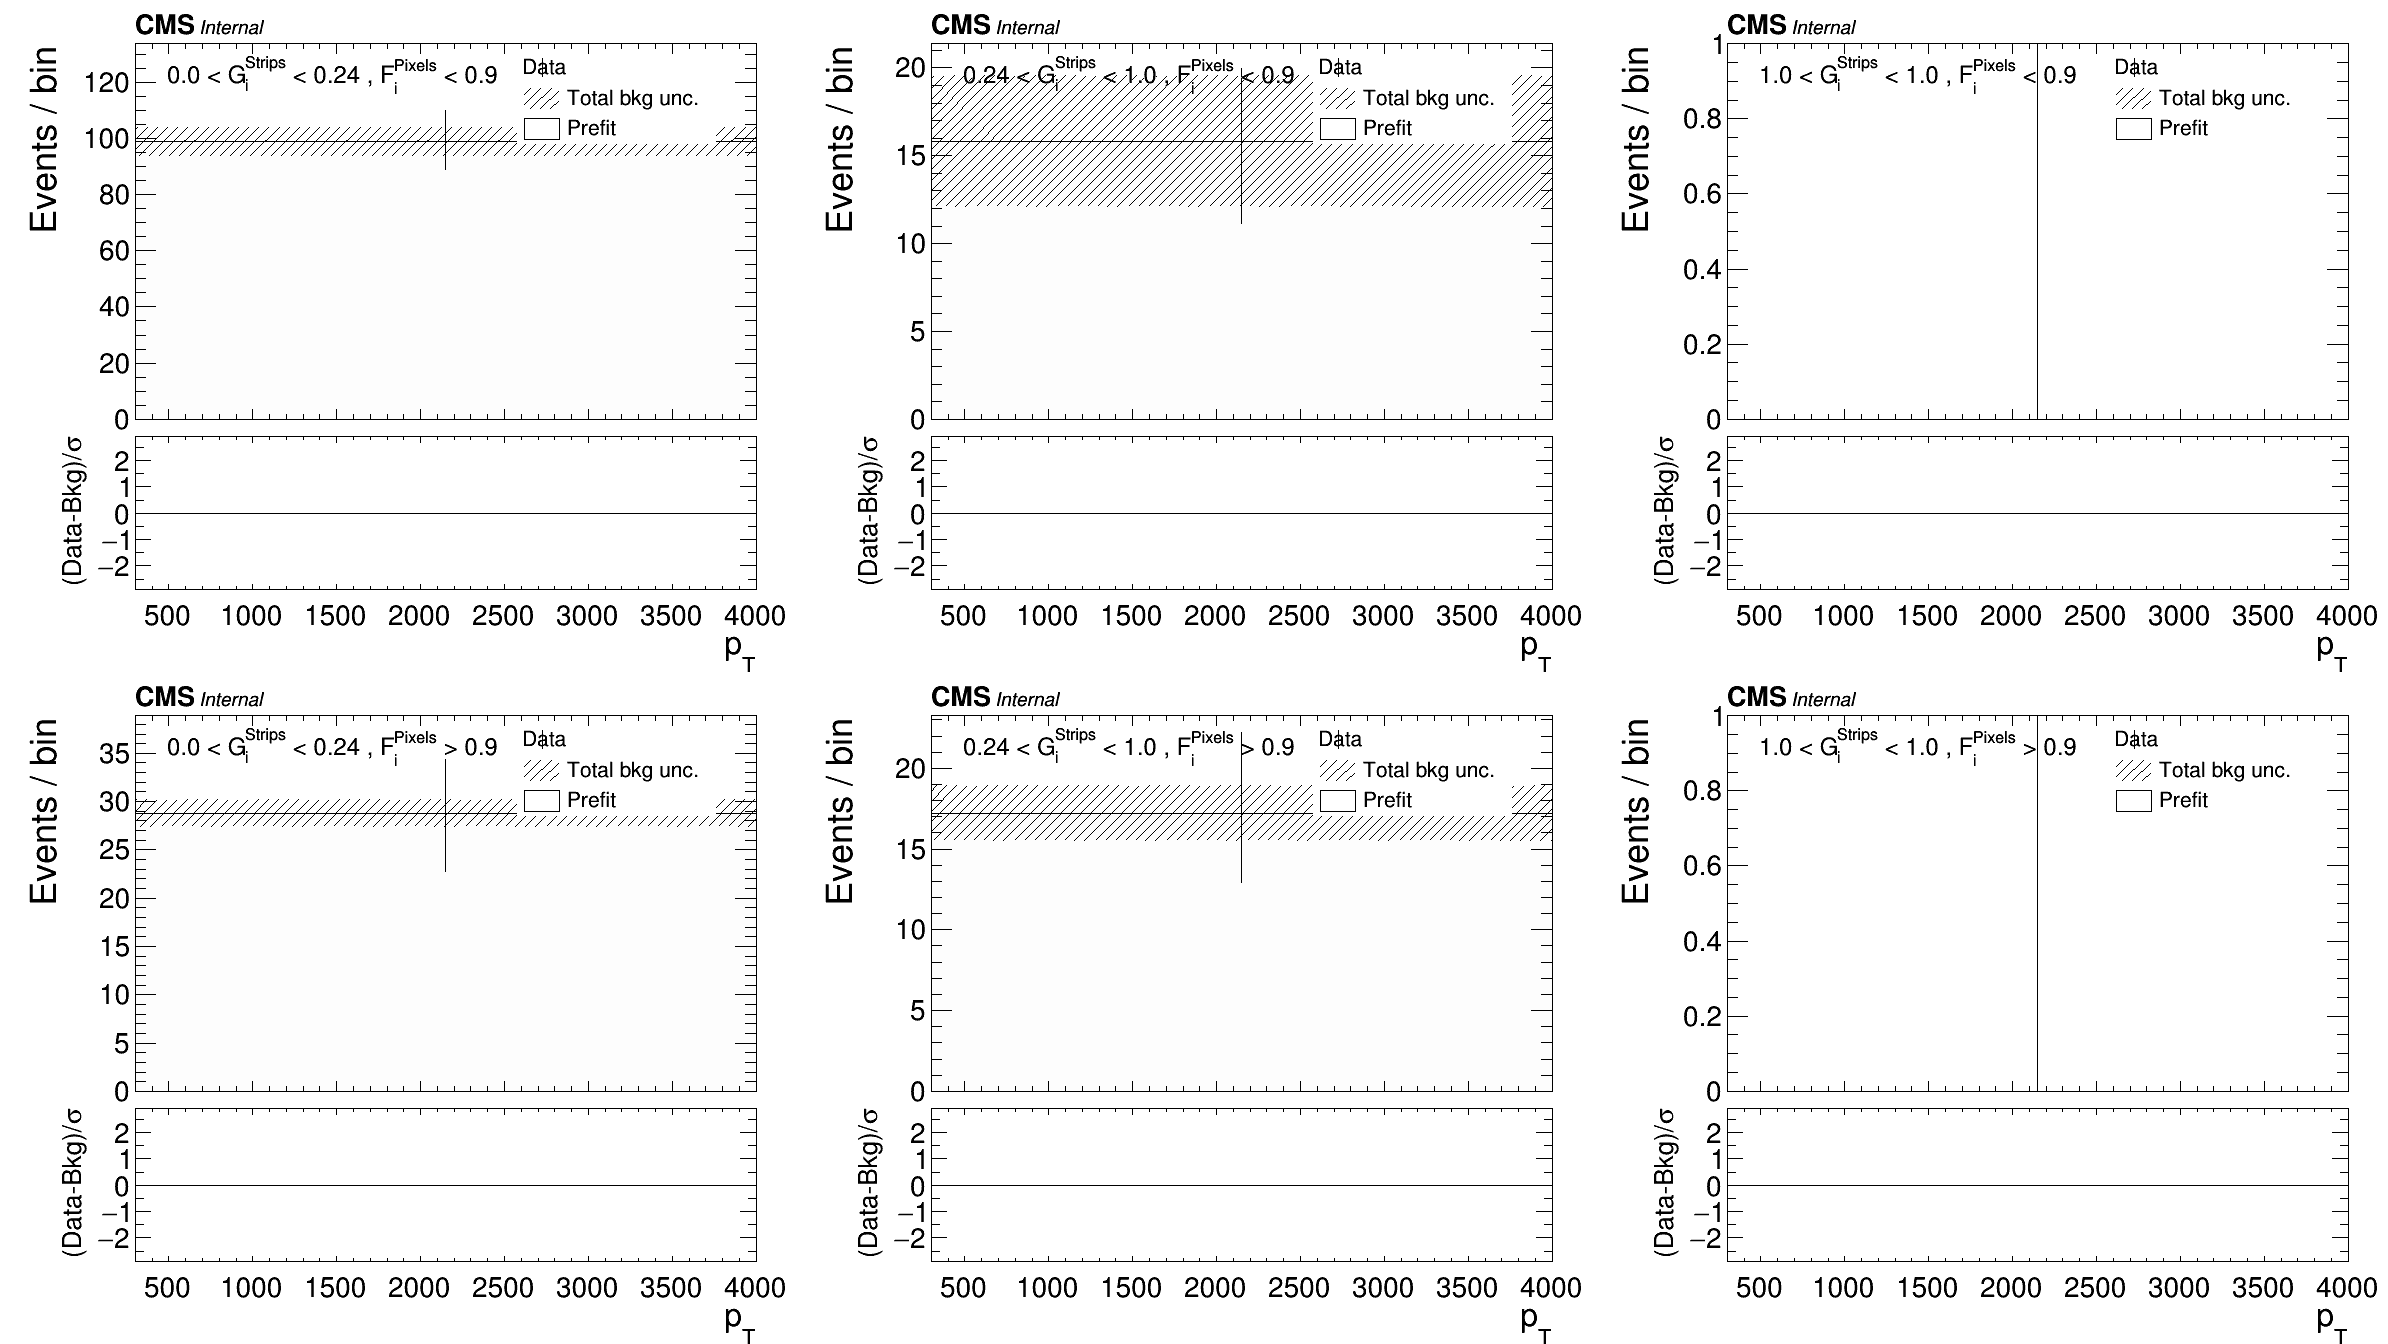 CMS Internal
Events / bin
0.0 < G_i^Strips < 0.24 , F_i^Pixels < 0.9
Data
Total bkg unc.
Prefit
120
100
80
60
40
20
0
(Data-Bkg)/σ
2
1
0
−1
−2
500 1000 1500 2000 2500 3000 3500 4000
p_T
CMS Internal
Events / bin
0.24 < G_i^Strips < 1.0 , F_i^Pixels < 0.9
Data
Total bkg unc.
Prefit
20
15
10
5
0
(Data-Bkg)/σ
2
1
0
−1
−2
500 1000 1500 2000 2500 3000 3500 4000
p_T
CMS Internal
Events / bin
1.0 < G_i^Strips < 1.0 , F_i^Pixels < 0.9
Data
Total bkg unc.
Prefit
1
0.8
0.6
0.4
0.2
0
(Data-Bkg)/σ
2
1
0
−1
−2
500 1000 1500 2000 2500 3000 3500 4000
p_T
CMS Internal
Events / bin
0.0 < G_i^Strips < 0.24 , F_i^Pixels > 0.9
Data
Total bkg unc.
Prefit
35
30
25
20
15
10
5
0
(Data-Bkg)/σ
2
1
0
−1
−2
500 1000 1500 2000 2500 3000 3500 4000
p_T
CMS Internal
Events / bin
0.24 < G_i^Strips < 1.0 , F_i^Pixels > 0.9
Data
Total bkg unc.
Prefit
20
15
10
5
0
(Data-Bkg)/σ
2
1
0
−1
−2
500 1000 1500 2000 2500 3000 3500 4000
p_T
CMS Internal
Events / bin
1.0 < G_i^Strips < 1.0 , F_i^Pixels > 0.9
Data
Total bkg unc.
Prefit
1
0.8
0.6
0.4
0.2
0
(Data-Bkg)/σ
2
1
0
−1
−2
500 1000 1500 2000 2500 3000 3500 4000
p_T